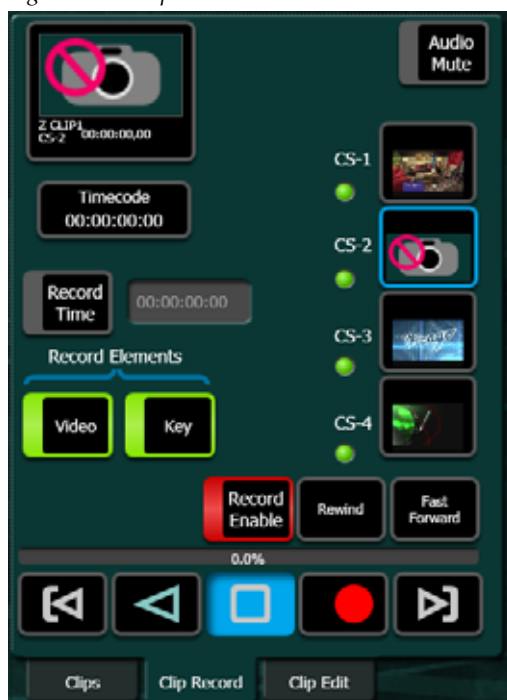 Audio
Mute
Z CLIP1
CS-2 00:00:00,00
CS-1
Timecode
00:00:00:00
CS-2
Record
Time
00:00:00:00
CS-3
Record Elements
Video
Key
CS-4
Record
Enable
Rewind
Fast
Forward
0.0%
Clips
Clip Record
Clip Edit